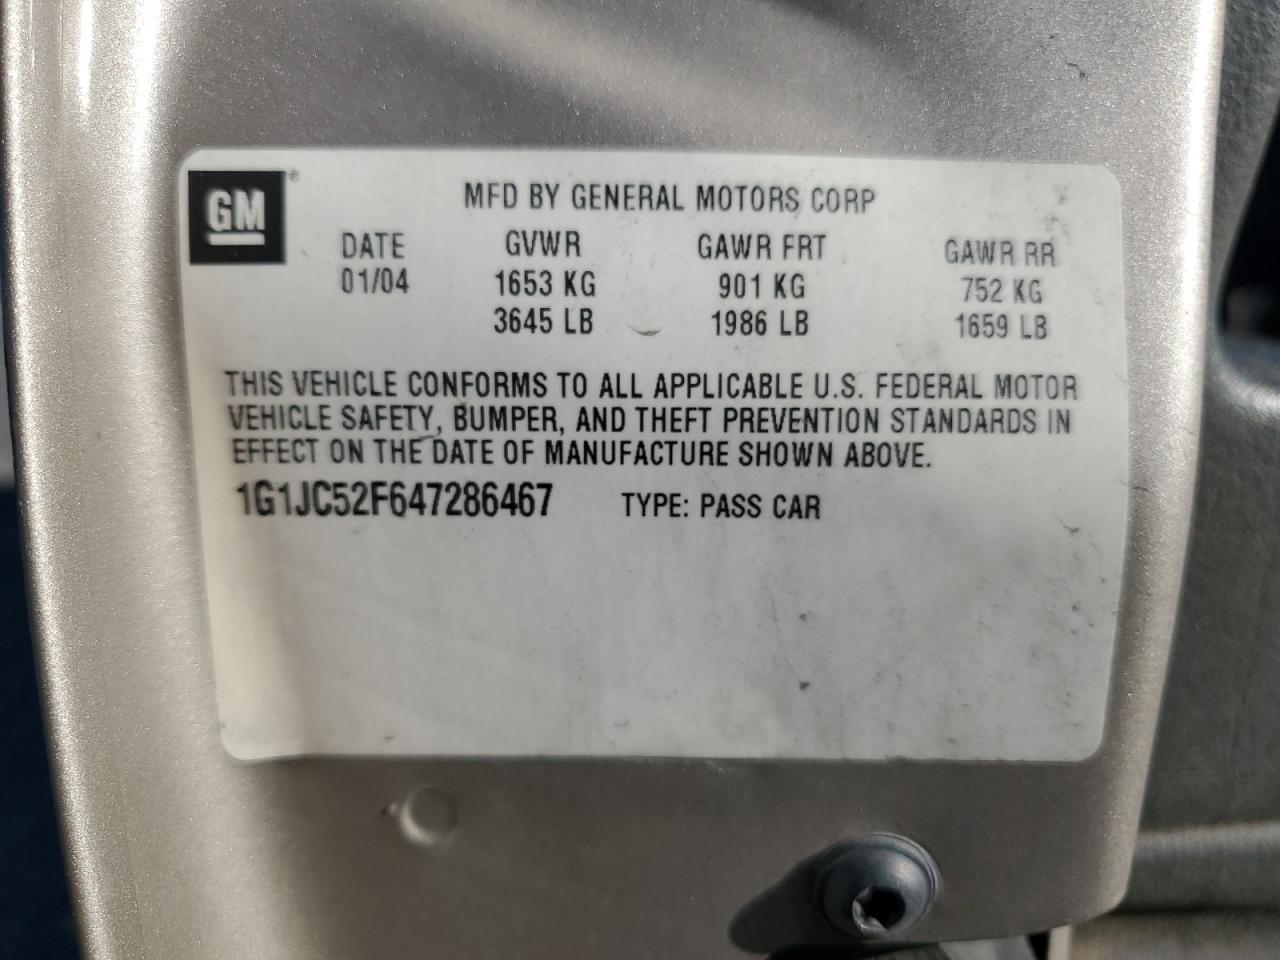 GM®
MFD BY GENERAL MOTORS CORP
DATE GVWR GAWR FRT GAWR RR
01/04 1653 KG 901 KG 752 KG
3645 LB 1986 LB 1659 LB
THIS VEHICLE CONFORMS TO ALL APPLICABLE U.S. FEDERAL MOTOR
VEHICLE SAFETY, BUMPER, AND THEFT PREVENTION STANDARDS IN
EFFECT ON THE DATE OF MANUFACTURE SHOWN ABOVE.
1G1JC52F647286467 TYPE: PASS CAR